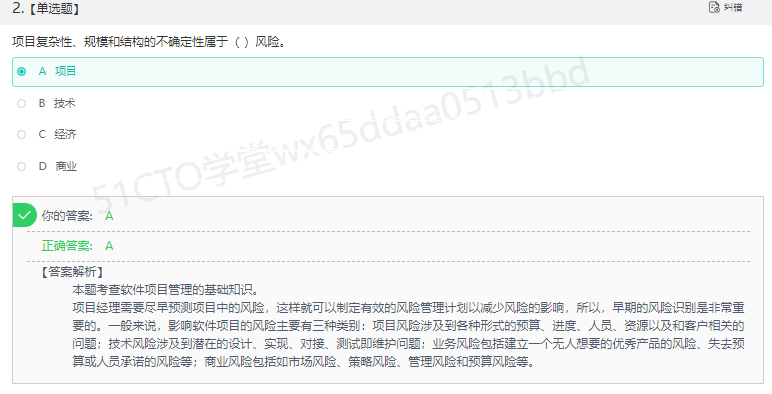 2.【单选题】
纠错
项目复杂性、规模和结构的不确定性属于（ ）风险。
A 项目
B 技术
C 经济
D 商业
51CTO学堂wx65ddaa0513bbd
你的答案: A
正确答案: A
【答案解析】
本题考查软件项目管理的基础知识。
项目经理需要尽早预测项目中的风险，这样就可以制定有效的风险管理计划以减少风险的影响，所以，早期的风险识别是非常重
要的。一般来说，影响软件项目的风险主要有三种类别：项目风险涉及到各种形式的预算、进度、人员、资源以及和客户相关的
问题；技术风险涉及到潜在的设计、实现、对接、测试即维护问题；业务风险包括建立一个无人想要的优秀产品的风险、失去预
算或人员承诺的风险等；商业风险包括如市场风险、策略风险、管理风险和预算风险等。